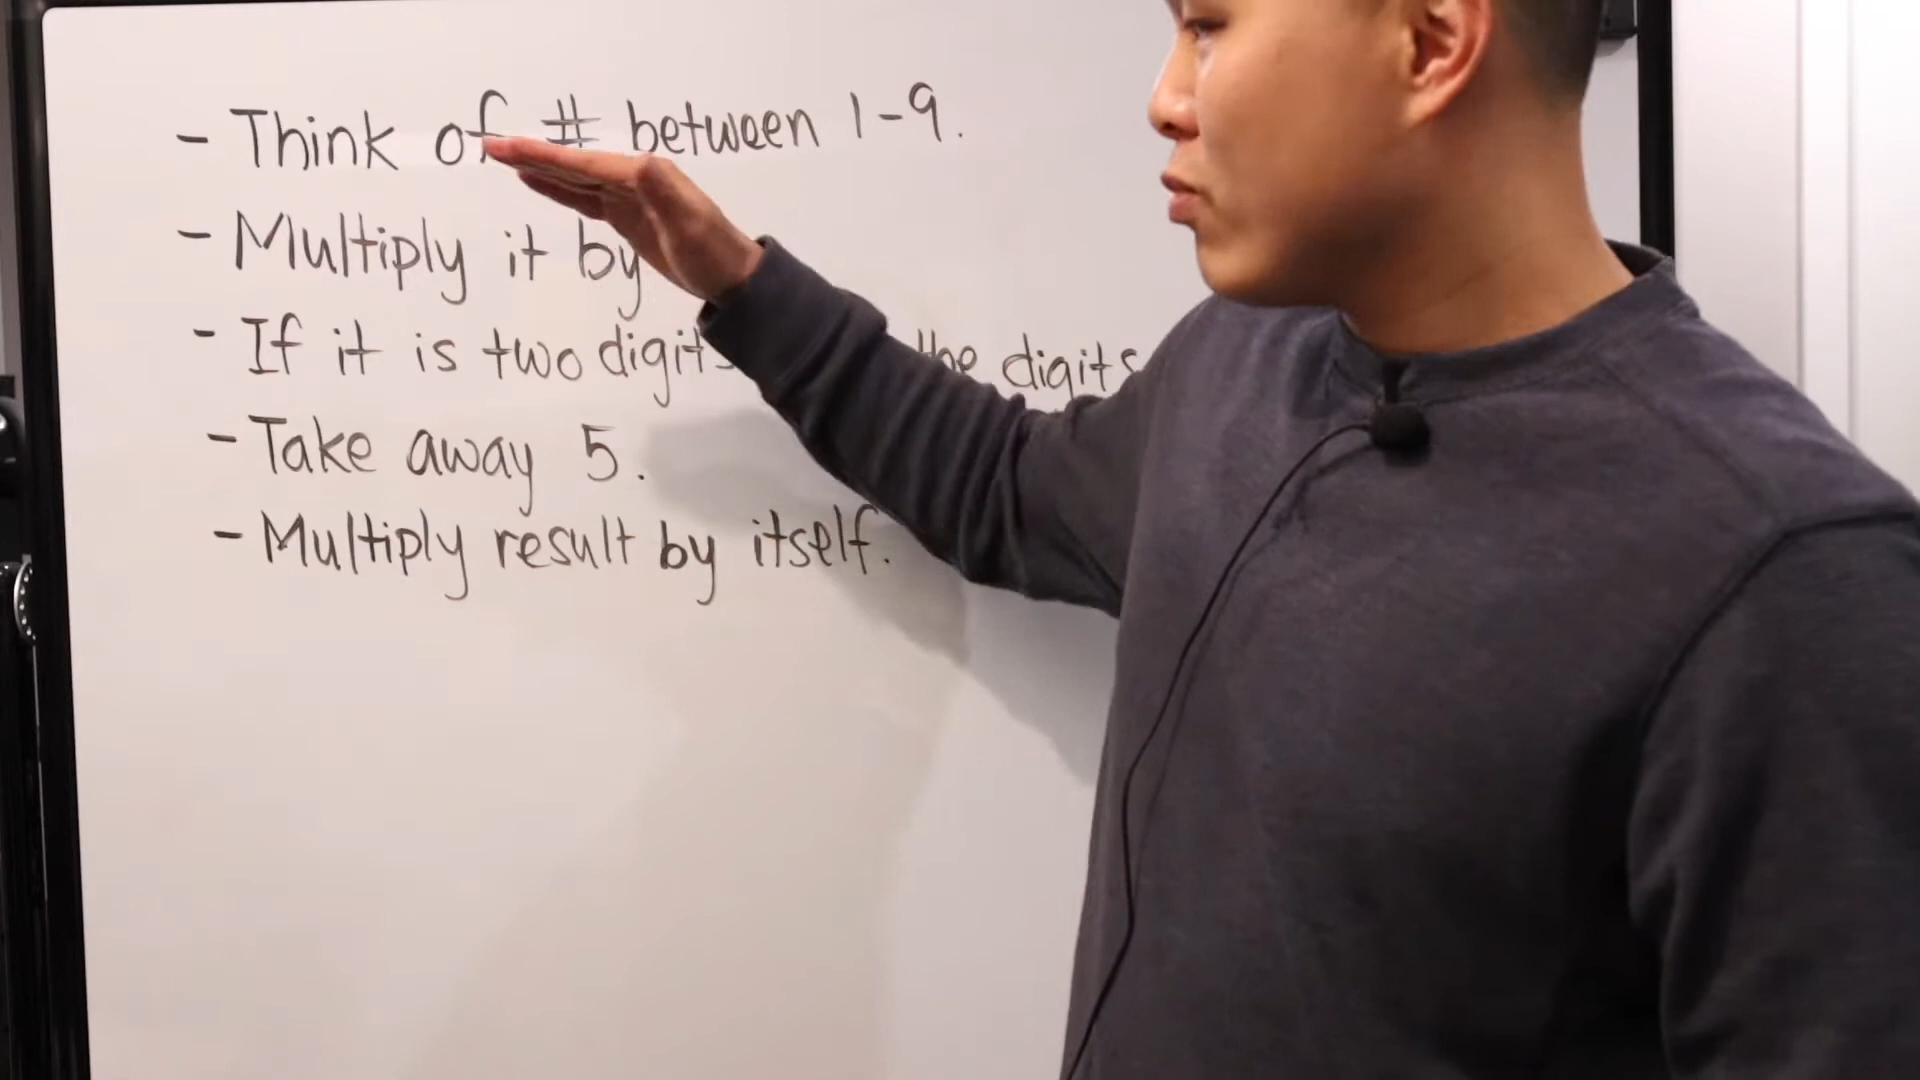 - Think of # between 1-9.
- Multiply it by
- If it is two digits the digits
- Take away 5.
- Multiply result by itself.